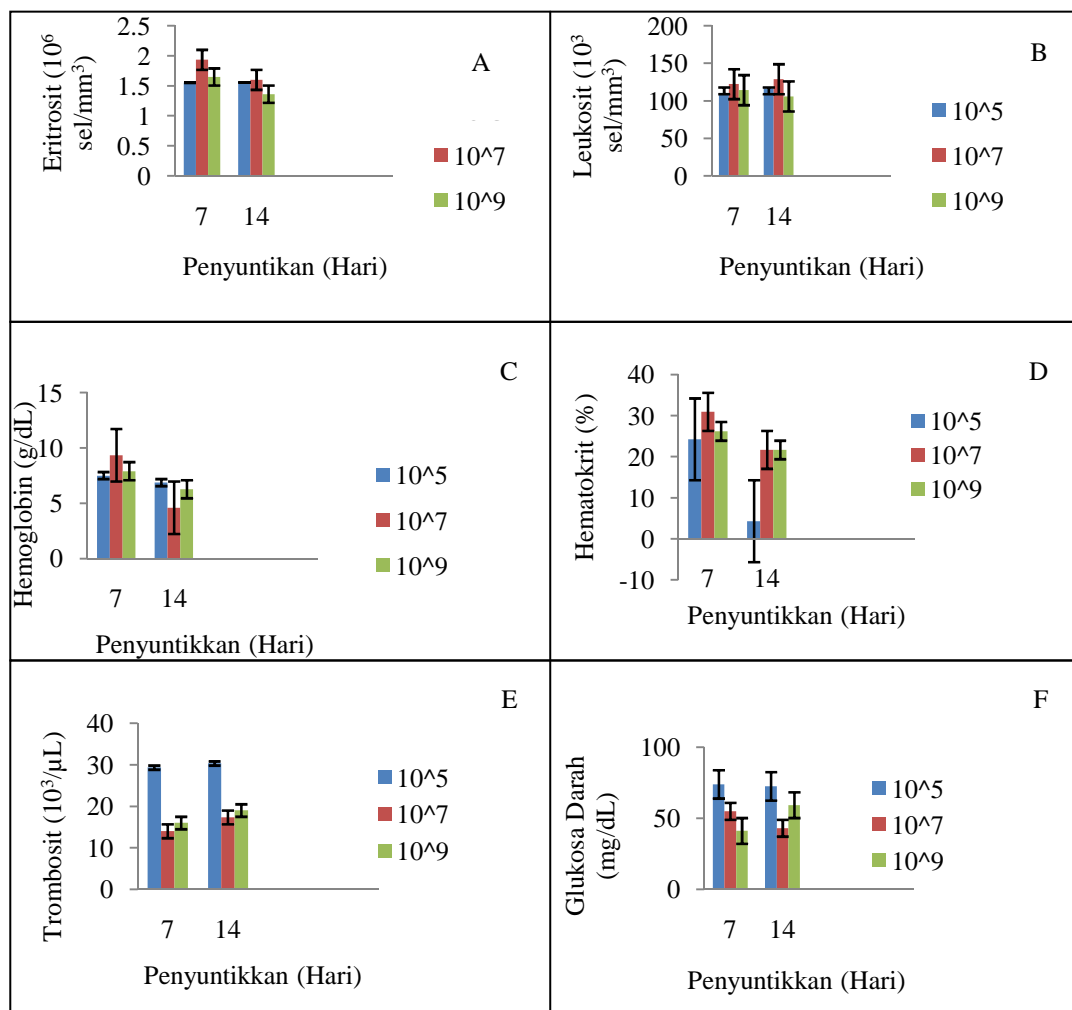 A
Eritrosit (10⁶
sel/mm³)
2.5
2
1.5
1
0.5
0
7
14
Penyuntikan (Hari)
10^5
10^7
10^9
B
Leukosit (10³
sel/mm³)
200
150
100
50
0
7
14
Penyuntikan (Hari)
10^5
10^7
10^9
C
Hemoglobin (g/dL)
15
10
5
0
7
14
Penyuntikkan (Hari)
10^5
10^7
10^9
D
Hematokrit (%)
40
30
20
10
0
-10
7
14
Penyuntikkan (Hari)
10^5
10^7
10^9
E
Trombosit (10³/µL)
40
30
20
10
0
7
14
Penyuntikkan (Hari)
10^5
10^7
10^9
F
Glukosa Darah
(mg/dL)
100
50
0
7
14
Penyuntikkan (Hari)
10^5
10^7
10^9